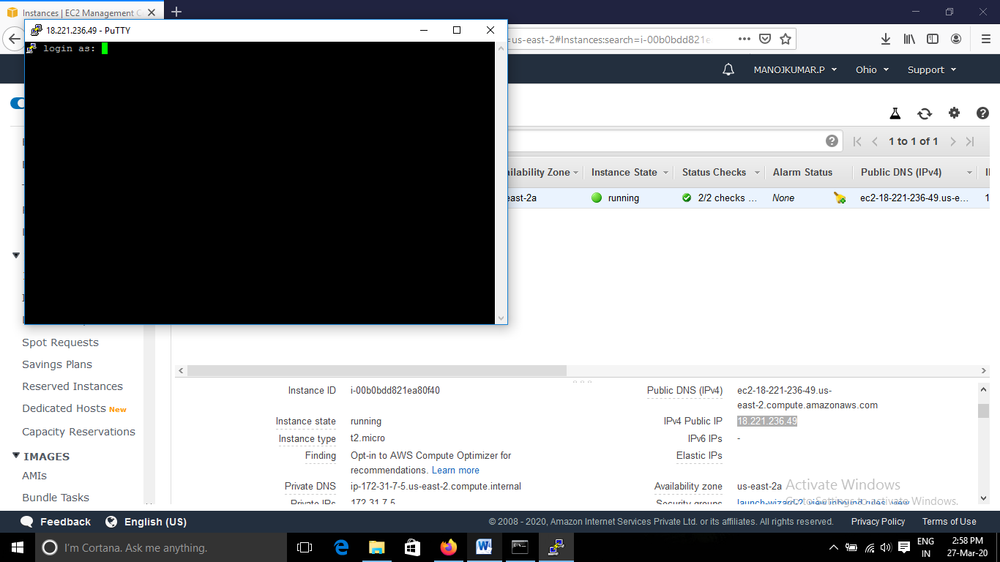 Instances | EC2 Management C
18.221.236.49 - PuTTY
login as:
=us-east-2#Instances:search=i-00b0bdd821e
MANOJKUMAR.P
Ohio
Support
1 to 1 of 1
ailability Zone
Instance State
Status Checks
Alarm Status
Public DNS (IPv4)
east-2a
running
2/2 checks ...
None
ec2-18-221-236-49.us-e...
1
Spot Requests
Savings Plans
Reserved Instances
Dedicated Hosts New
Capacity Reservations
IMAGES
AMIs
Bundle Tasks
Instance ID
i-00b0bdd821ea80f40
Public DNS (IPv4)
ec2-18-221-236-49.us-
east-2.compute.amazonaws.com
Instance state
running
IPv4 Public IP
18.221.236.49
Instance type
t2.micro
IPv6 IPs
-
Finding
Opt-in to AWS Compute Optimizer for
recommendations. Learn more
Elastic IPs
Private DNS
ip-172-31-7-5.us-east-2.compute.internal
Availability zone
us-east-2a
Private IPs
172.31.7.5
Security groups
launch-wizard-2. view inbound rules. view
Activate Windows
Go to Settings to activate Windows.
Feedback
English (US)
© 2008 - 2020, Amazon Internet Services Private Ltd. or its affiliates. All rights reserved.
Privacy Policy
Terms of Use
I'm Cortana. Ask me anything.
ENG
IN
2:58 PM
27-Mar-20